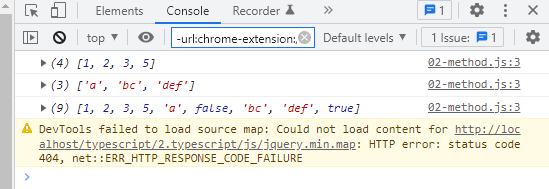 Elements Console Recorder 1
top -url:chrome-extension:, Default levels 1 Issue: 1
(4) [1, 2, 3, 5] 02-method.js:3
(3) ['a', 'bc', 'def'] 02-method.js:3
(9) [1, 2, 3, 5, 'a', false, 'bc', 'def', true] 02-method.js:3
DevTools failed to load source map: Could not load content for http://loc
alhost/typescript/2.typescript/js/jquery.min.map: HTTP error: status code
404, net::ERR_HTTP_RESPONSE_CODE_FAILURE